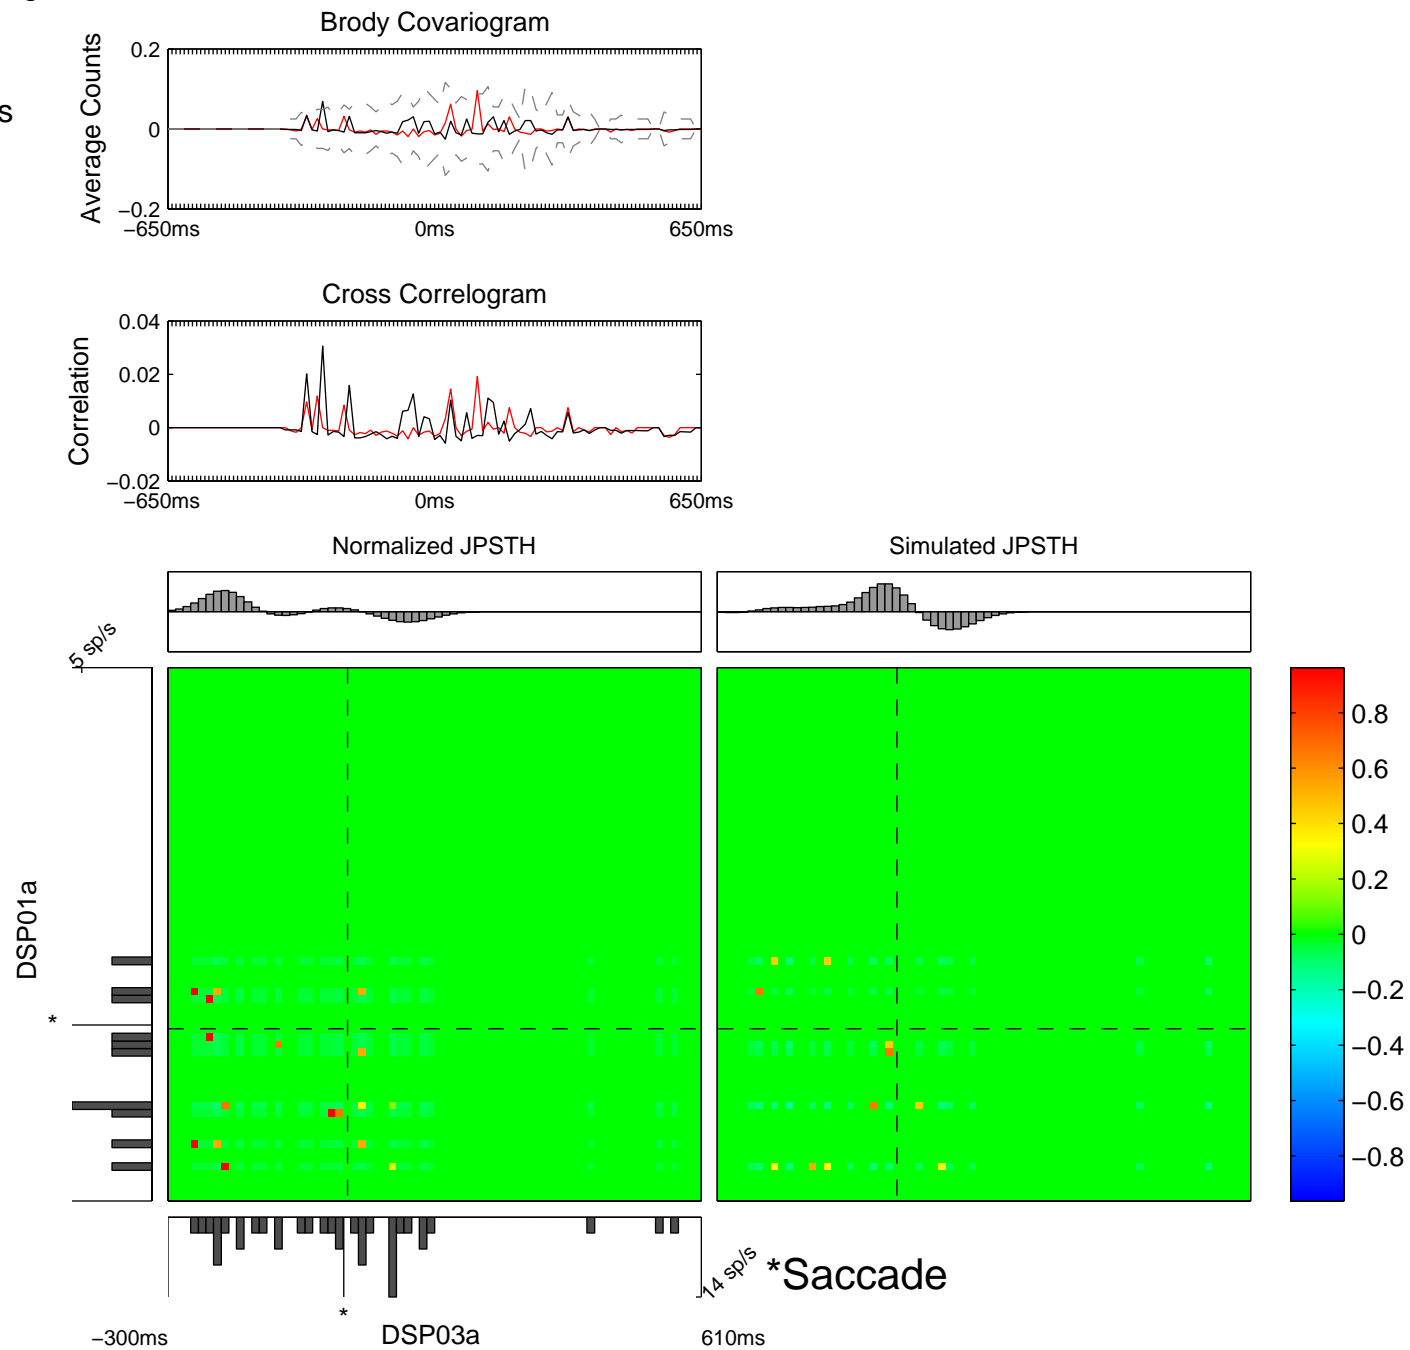 s
Brody Covariogram
Average Counts
0.2
0
−0.2
−650ms 0ms 650ms
Cross Correlogram
Correlation
0.04
0.02
0
−0.02
−650ms 0ms 650ms
Normalized JPSTH
Simulated JPSTH
5 sp/s
DSP01a
*
0.8
0.6
0.4
0.2
0
−0.2
−0.4
−0.6
−0.8
14 sp/s
*Saccade
*
−300ms DSP03a 610ms